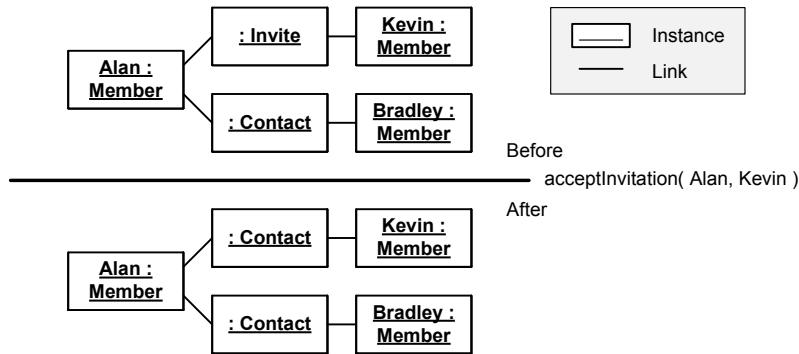 : Invite
Kevin :
Member
Alan :
Member
: Contact
Bradley :
Member
Instance
Link
Before
acceptInvitation( Alan, Kevin )
After
: Contact
Kevin :
Member
Alan :
Member
: Contact
Bradley :
Member